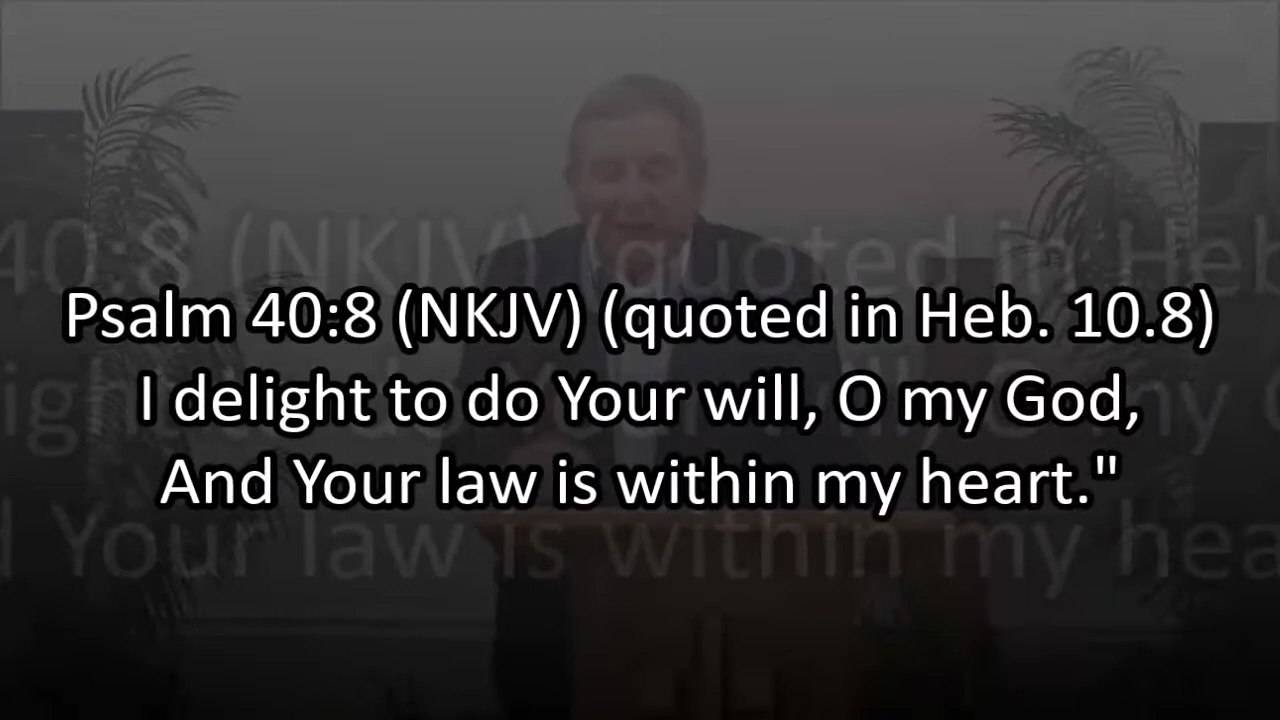 Psalm 40:8 (NKJV) (quoted in Heb. 10.8)
I delight to do Your will, O my God,
And Your law is within my heart."